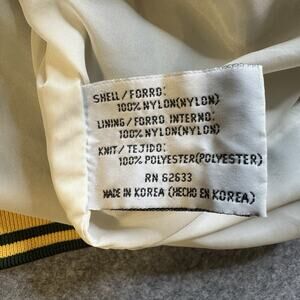 SHELL/FORRO:
100% NYLON(NYLON)
LINING/FORRO INTERNO:
100% NYLON(NYLON)
KNIT/TEJIDO:
100% POLYESTER(POLYESTER)
RN 62633
MADE IN KOREA (HECHO EN KOREA)